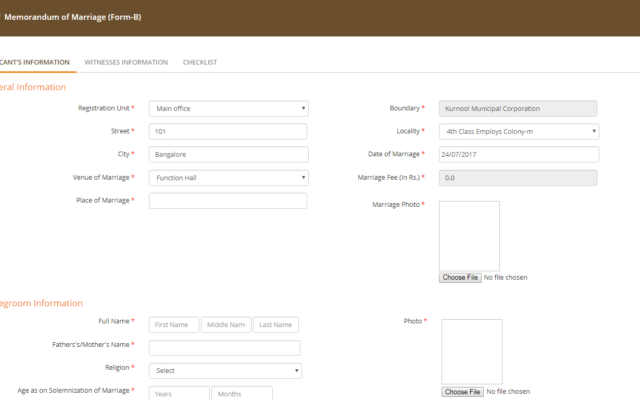 Memorandum of Marriage (Form-B)
CANT'S INFORMATION WITNESSES INFORMATION CHECKLIST
eral Information
Registration Unit * Main office Boundary * Kurnool Municipal Corporation
Street * 101 Locality * 4th Class Employs Colony-m
City * Bangalore Date of Marriage * 24/07/2017
Venue of Marriage * Function Hall Marriage Fee (In Rs.) * 0.0
Place of Marriage * Marriage Photo *
Choose File No file chosen
egroom Information
Full Name * First Name Middle Nam Last Name Photo *
Fathers's/Mother's Name *
Religion * Select
Age as on Solemnization of Marriage * Years Months Choose File No file chosen